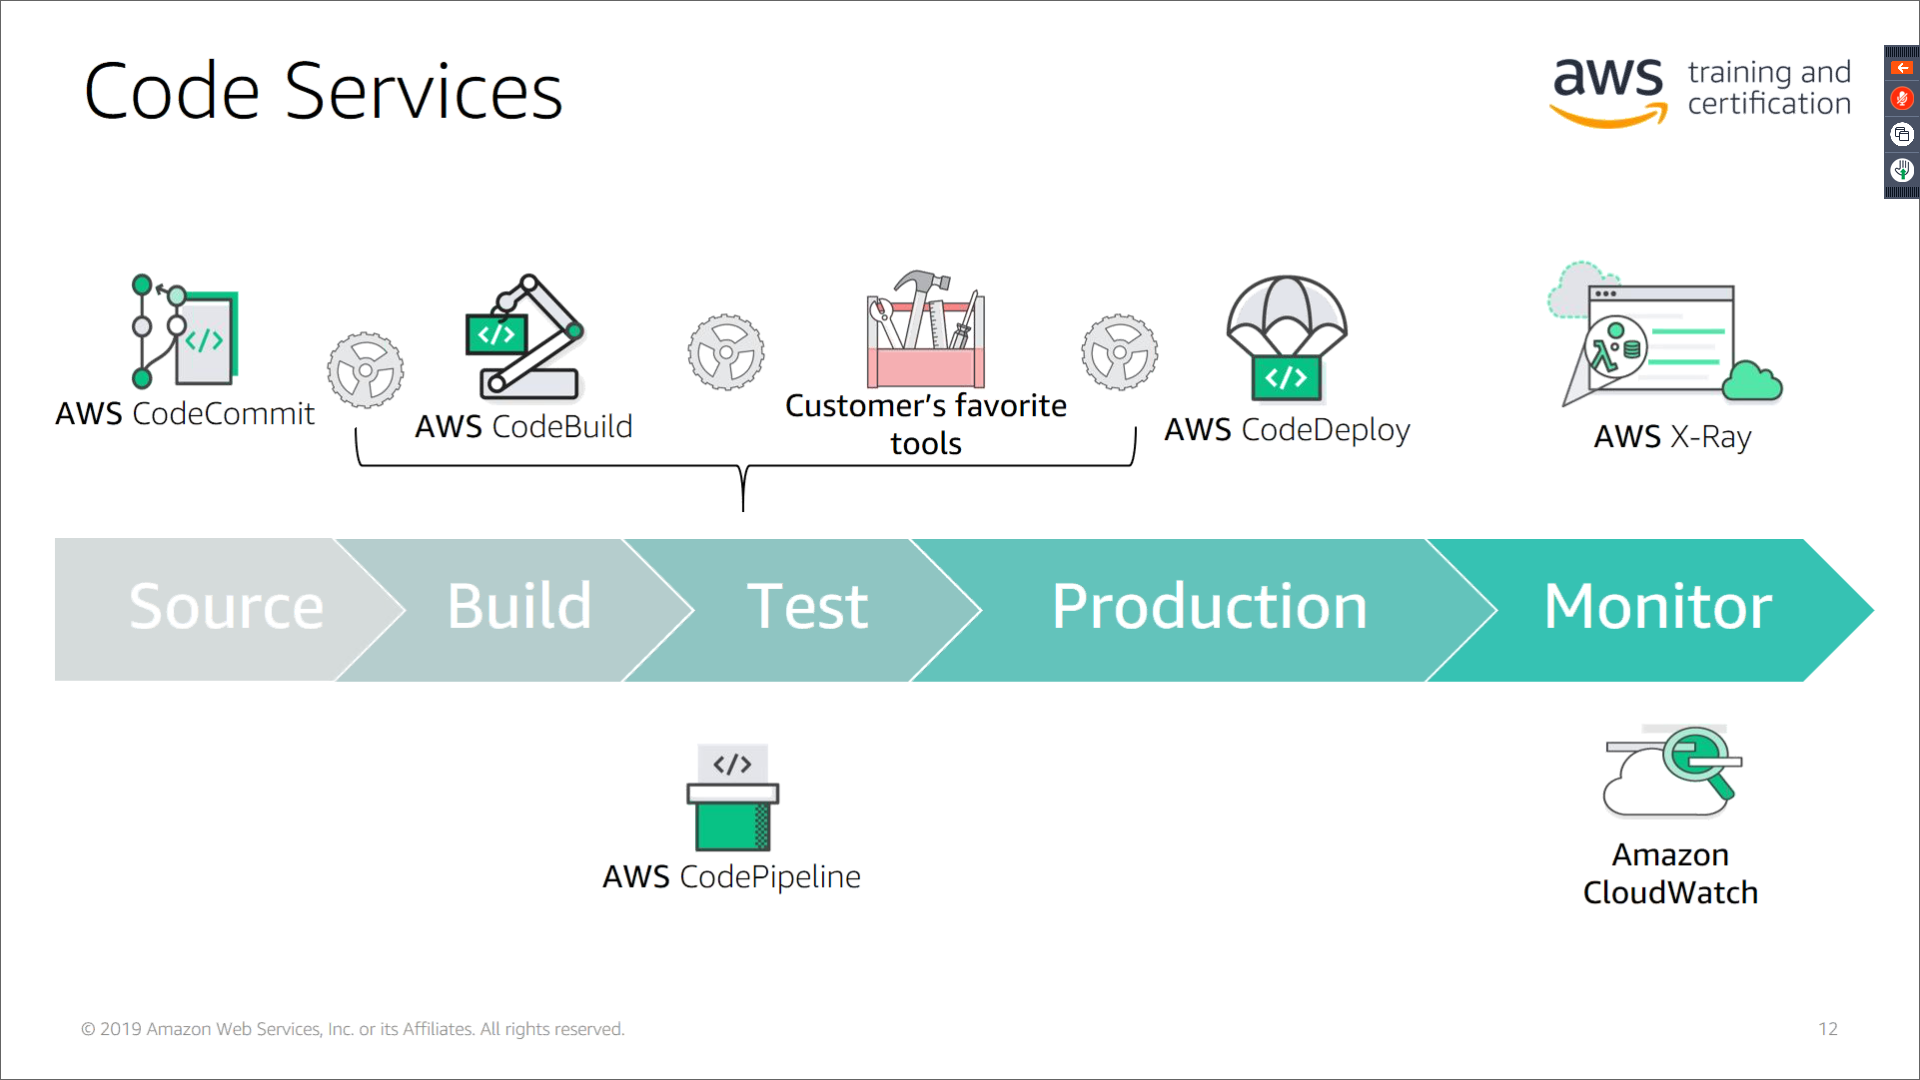 Code Services
aws training and
certification
</>
</>
</>
AWS CodeCommit
AWS CodeBuild
Customer’s favorite
tools
AWS CodeDeploy
AWS X-Ray
Source
Build
Test
Production
Monitor
</>
AWS CodePipeline
Amazon
CloudWatch
© 2019 Amazon Web Services, Inc. or its Affiliates. All rights reserved.
12